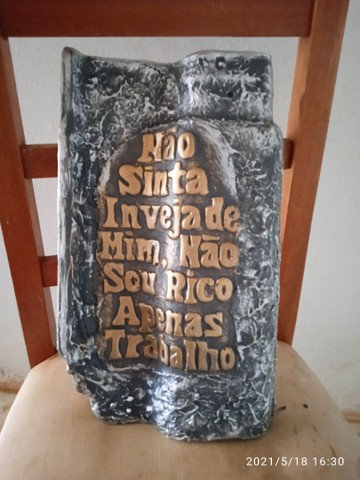 Não
Sinta
Inveja de
Mim, Não
Sou Rico
Apenas
Trabalho
2021/5/18 16:30